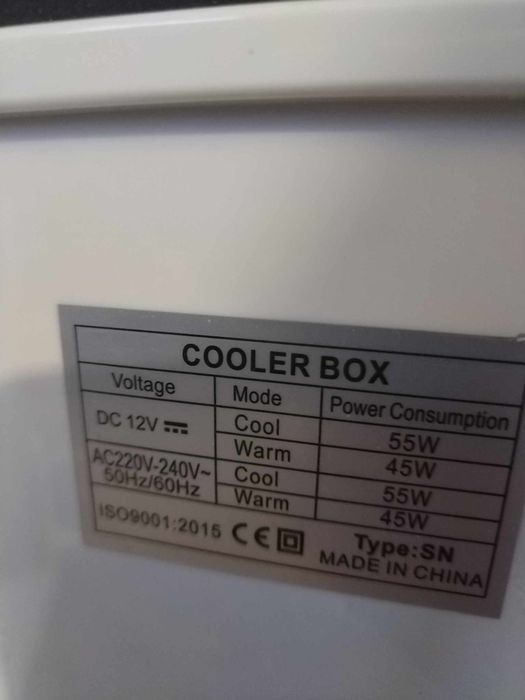 COOLER BOX
Voltage Mode Power Consumption
DC 12V Cool 55W
Warm 45W
AC220V-240V~ 50Hz/60Hz Cool 55W
Warm 45W
ISO9001:2015 CE Type:SN
MADE IN CHINA